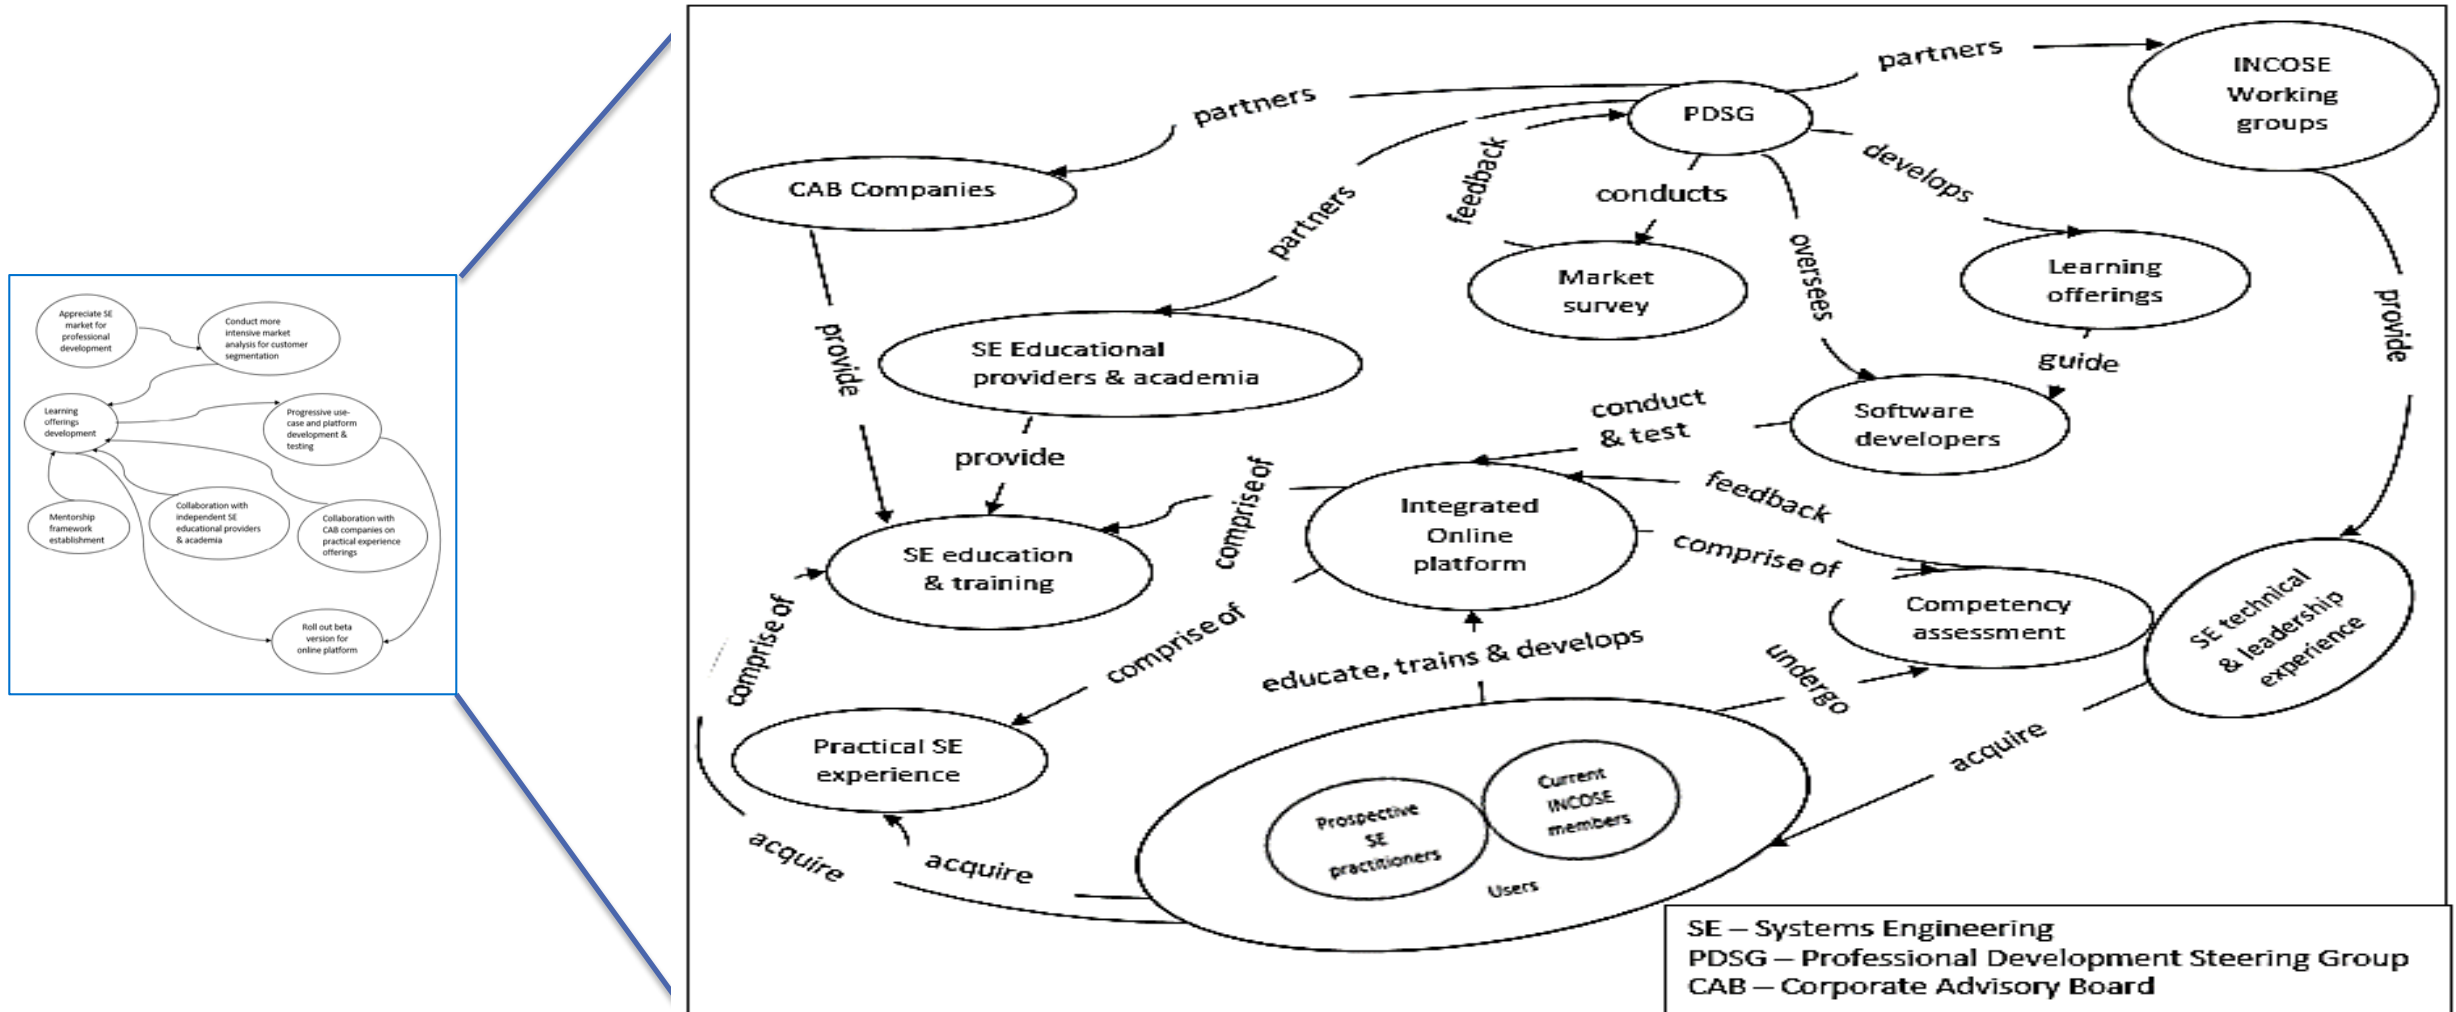 Appreciate SE
market for
professional
development
Conduct more
intensive market
analysis for customer
segmentation
Learning
offerings
development
Progressive use-
case and platform
development &
testing
Mentorship
framework
establishment
Collaboration with
independent SE
educational providers
& academia
Collaboration with
CAB companies on
practical experience
offerings
Roll out beta
version for
online platform
partners
INCOSE
Working
groups
partners
PDSG
feedback
develops
CAB Companies
conducts
partners
oversees
Market
survey
Learning
offerings
provide
provide
SE Educational
providers & academia
guide
conduct
& test
Software
developers
provide
comprise of
feedback
Integrated
Online
platform
comprise of
SE education
& training
Competency
assessment
SE technical
& leadership
experience
comprise of
comprise of
educate, trains & develops
undergo
acquire
Practical SE
experience
Current
INCOSE
members
Prospective
SE
practitioners
Users
acquire
acquire
SE – Systems Engineering
PDSG – Professional Development Steering Group
CAB – Corporate Advisory Board